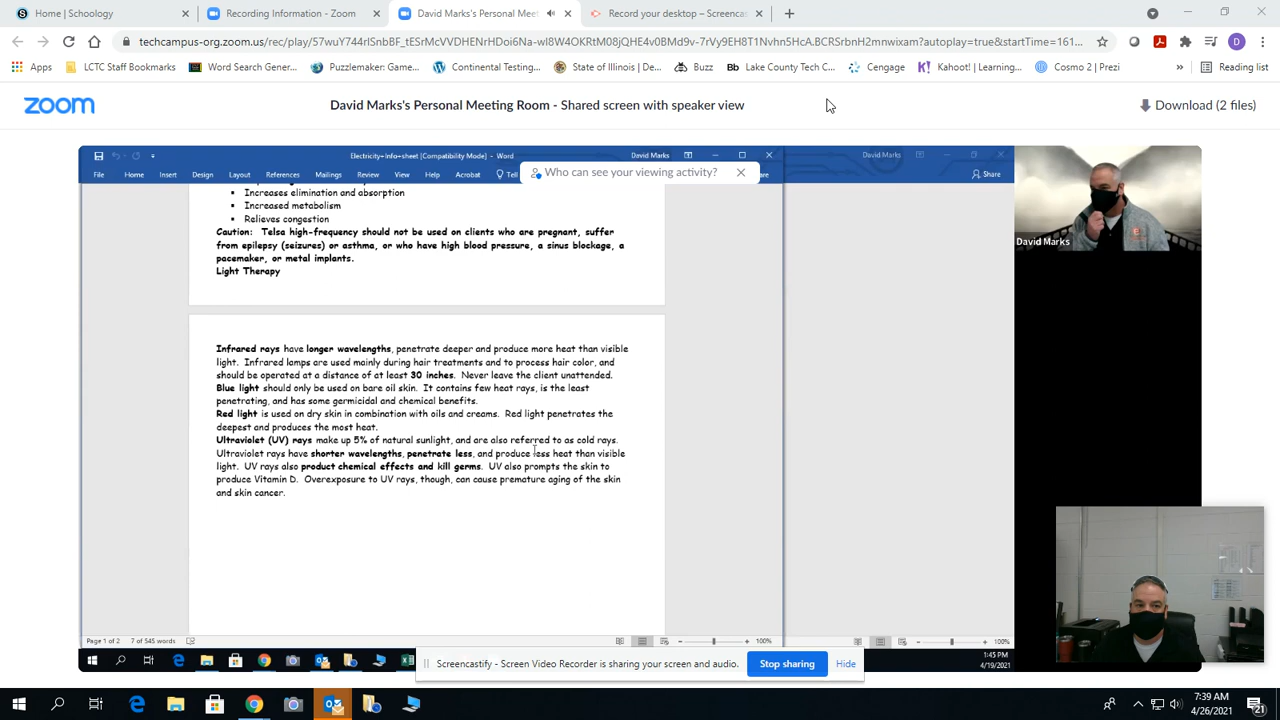 Home | Schoology
Recording Information - Zoom
David Marks's Personal Meet
Record your desktop – Screencas
techcampus-org.zoom.us/rec/play/57wuY744rISnbBF_tESrMcVVDHENrHDoi6Na-wI8W4OKRtM08jQHE4v0BMd9v-7rVy9EH8T1Nvhn5HcA.BCRSrbnH2mnwixam?autoplay=true&startTime=161...
D
Apps
LCTC Staff Bookmarks
Word Search Gener...
Puzzlemaker: Game...
Continental Testing...
State of Illinois | De...
Buzz
Bb Lake County Tech C...
Cengage
Kahoot! | Learning...
Cosmo 2 | Prezi
»
Reading list
zoom
David Marks's Personal Meeting Room - Shared screen with speaker view
Download (2 files)
Electricity+Info+sheet [Compatibility Mode] - Word
David Marks
David Marks
File
Home
Insert
Design
Layout
References
Mailings
Review
View
Help
Acrobat
Tell
Who can see your viewing activity?
Share
Increases elimination and absorption
Increased metabolism
Relieves congestion
Caution: Telsa high-frequency should not be used on clients who are pregnant, suffer
from epilepsy (seizures) or asthma, or who have high blood pressure, a sinus blockage, a
pacemaker, or metal implants.
Light Therapy
Infrared rays have longer wavelengths, penetrate deeper and produce more heat than visible
light. Infrared lamps are used mainly during hair treatments and to process hair color, and
should be operated at a distance of at least 30 inches. Never leave the client unattended.
Blue light should only be used on bare oil skin. It contains few heat rays, is the least
penetrating, and has some germicidal and chemical benefits.
Red light is used on dry skin in combination with oils and creams. Red light penetrates the
deepest and produces the most heat.
Ultraviolet (UV) rays make up 5% of natural sunlight, and are also referred to as cold rays.
Ultraviolet rays have shorter wavelengths, penetrate less, and produce less heat than visible
light. UV rays also product chemical effects and kill germs. UV also prompts the skin to
produce Vitamin D. Overexposure to UV rays, though, can cause premature aging of the skin
and skin cancer.
David Marks
Page 1 of 2
7 of 545 words
100%
100%
Screencastify - Screen Video Recorder is sharing your screen and audio.
Stop sharing
Hide
1:45 PM
4/19/2021
7:39 AM
4/26/2021
21